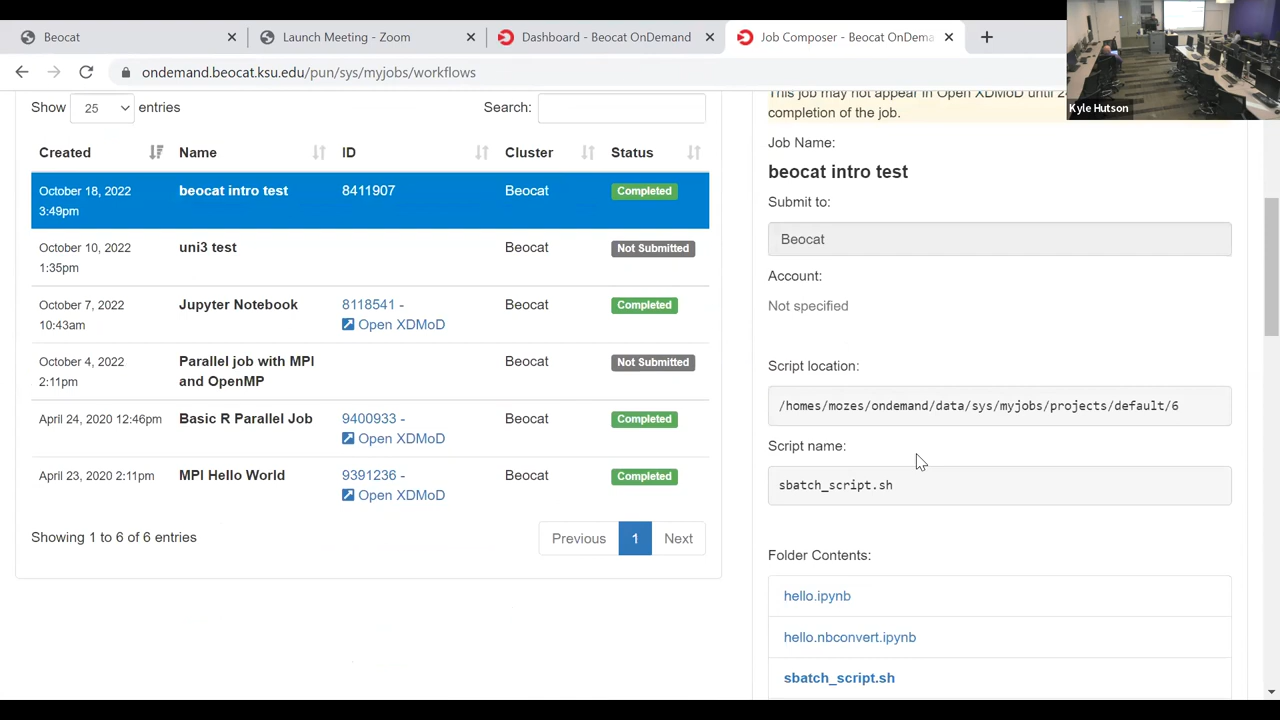 Beocat
Launch Meeting - Zoom
Dashboard - Beocat OnDemand
Job Composer - Beocat OnDema
ondemand.beocat.ksu.edu/pun/sys/myjobs/workflows
Kyle Hutson
Show 25 entries
Search:
Created Name ID Cluster Status
October 18, 2022 3:49pm beocat intro test 8411907 Beocat Completed
October 10, 2022 1:35pm uni3 test Beocat Not Submitted
October 7, 2022 10:43am Jupyter Notebook 8118541 - Open XDMoD Beocat Completed
October 4, 2022 2:11pm Parallel job with MPI and OpenMP Beocat Not Submitted
April 24, 2020 12:46pm Basic R Parallel Job 9400933 - Open XDMoD Beocat Completed
April 23, 2020 2:11pm MPI Hello World 9391236 - Open XDMoD Beocat Completed
Showing 1 to 6 of 6 entries
Previous 1 Next
This job may not appear in Open XDMoD until
completion of the job.
Job Name:
beocat intro test
Submit to:
Beocat
Account:
Not specified
Script location:
/homes/mozes/ondemand/data/sys/myjobs/projects/default/6
Script name:
sbatch_script.sh
Folder Contents:
hello.ipynb
hello.nbconvert.ipynb
sbatch_script.sh